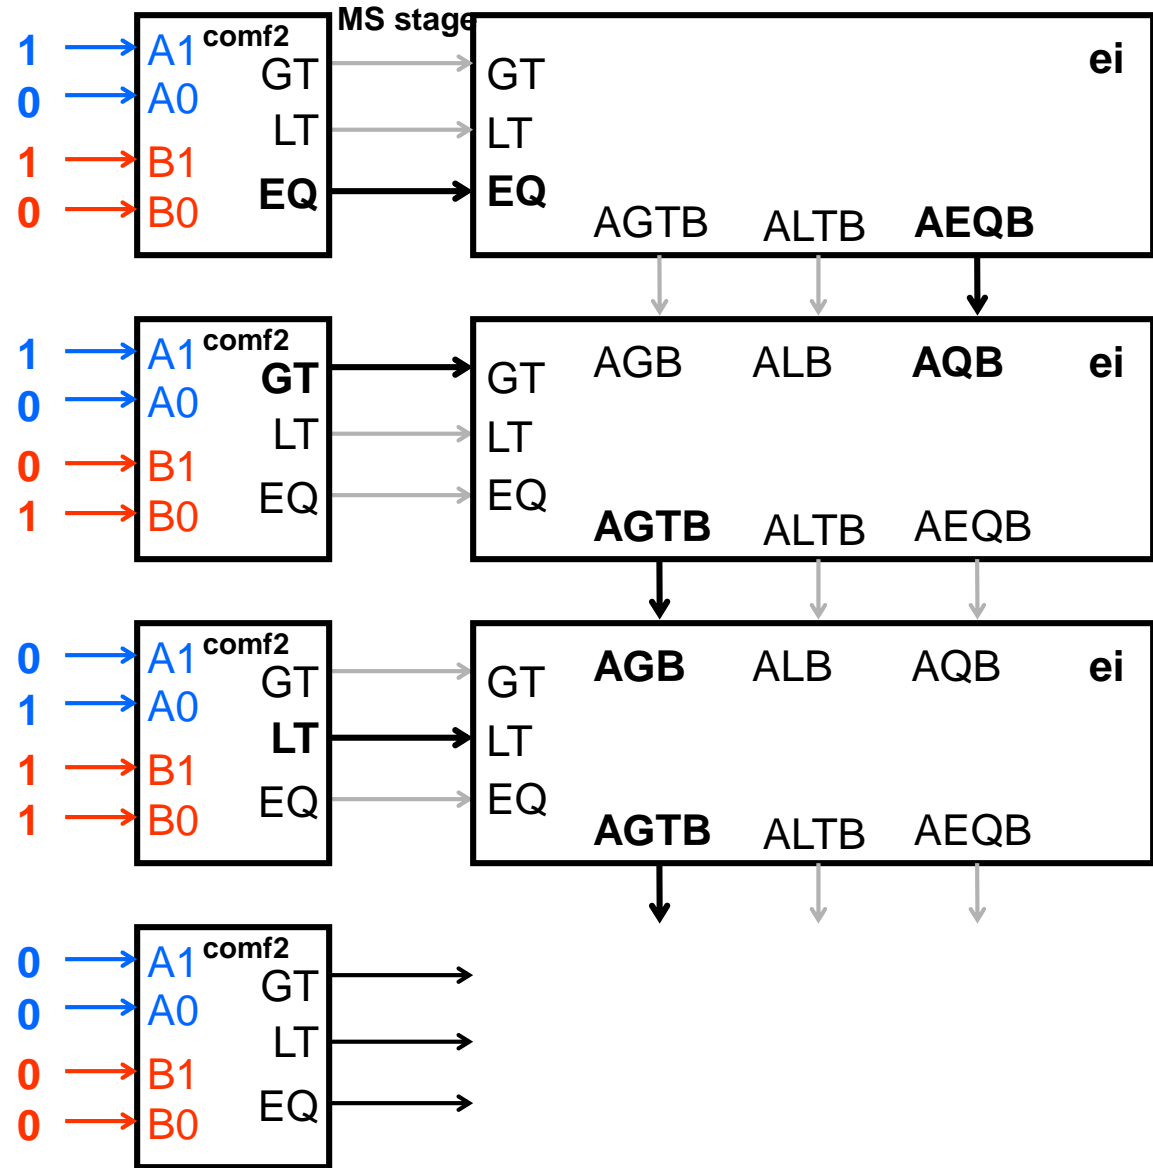 MS stage
1 A1 comf2
0 A0 GT GT ei
LT LT
1 B1 EQ EQ
0 B0 AGTB ALTB AEQB
1 A1 comf2
0 A0 GT GT AGB ALB AQB ei
LT LT
0 B1 EQ EQ
1 B0 AGTB ALTB AEQB
0 A1 comf2
1 A0 GT GT AGB ALB AQB ei
LT LT
1 B1 EQ EQ
1 B0 AGTB ALTB AEQB
0 A1 comf2
0 A0 GT
LT
0 B1 EQ
0 B0